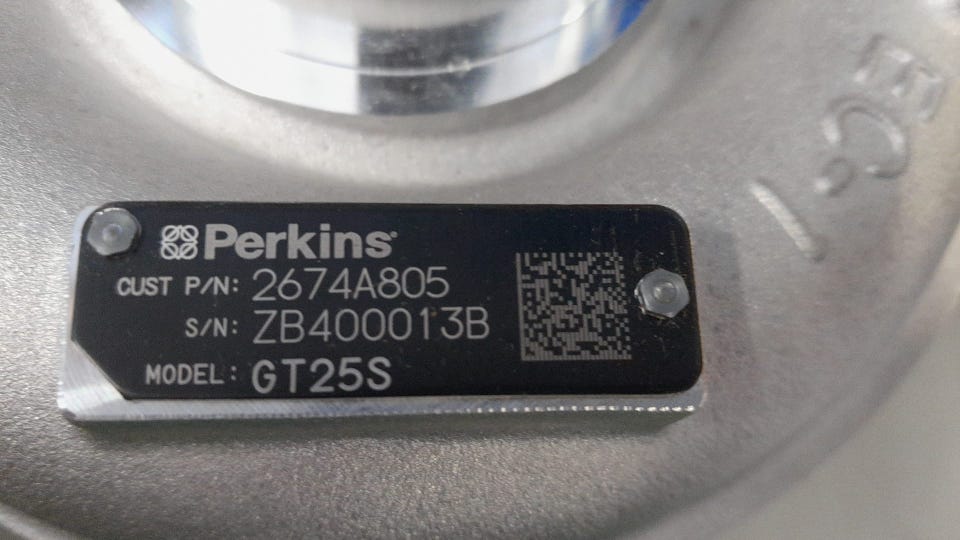 Perkins
CUST P/N: 2674A805
S/N: ZB400013B
MODEL: GT25S